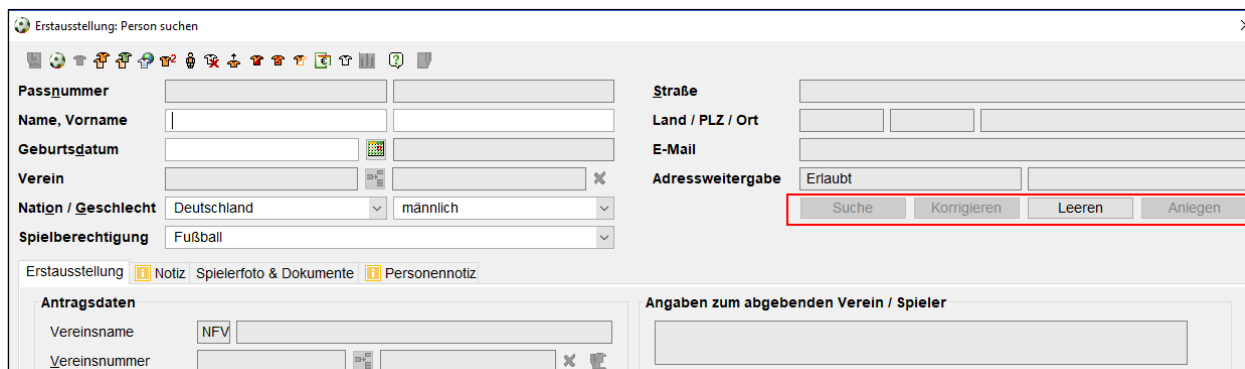 Erstausstellung: Person suchen
Passnummer
Straße
Name, Vorname
Land / PLZ / Ort
Geburtsdatum
E-Mail
Verein
Adressweitergabe Erlaubt
Nation / Geschlecht Deutschland männlich
Suche Korrigieren Leeren Anlegen
Spielberechtigung Fußball
Erstausstellung Notiz Spielerfoto & Dokumente Personennotiz
Antragsdaten
Angaben zum abgebenden Verein / Spieler
Vereinsname NFV
Vereinsnummer